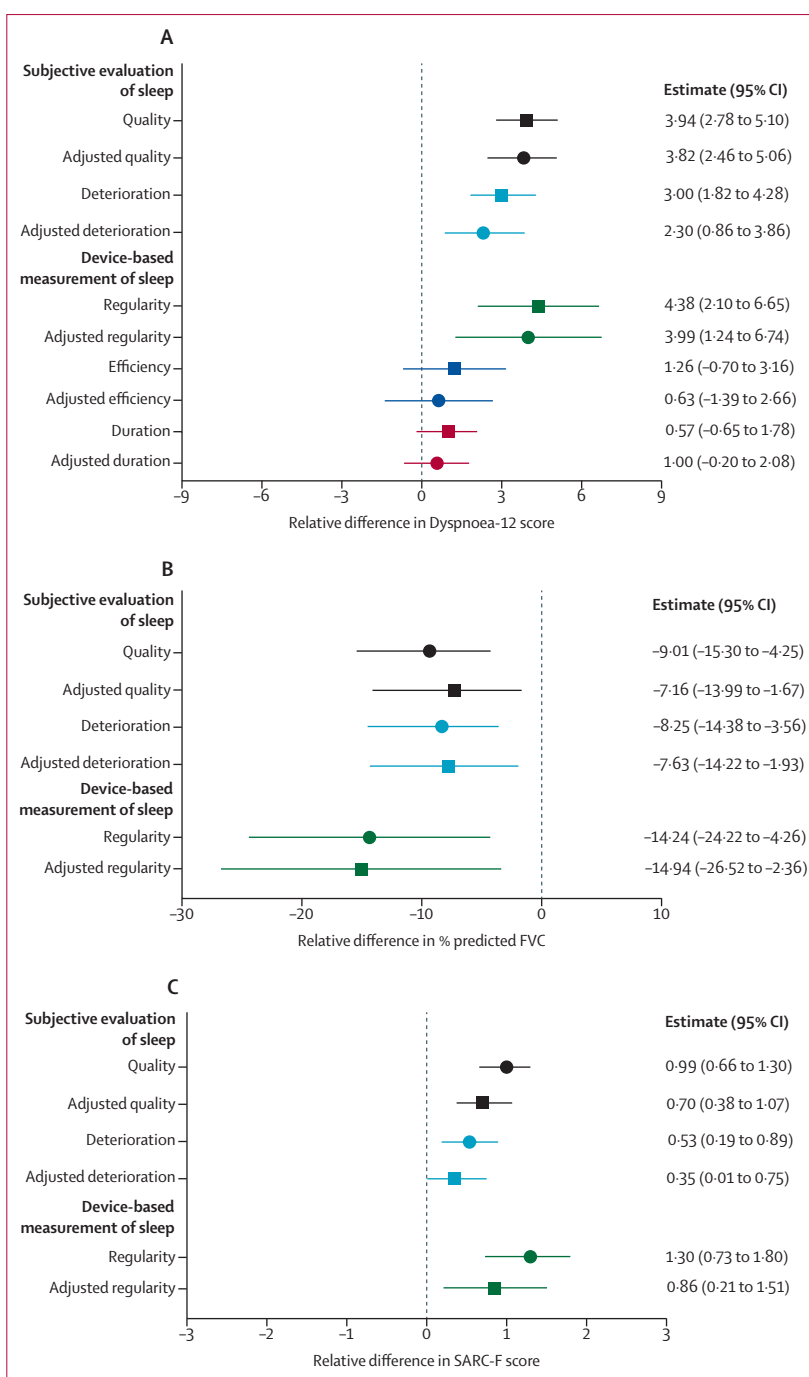 A
Subjective evaluation
of sleep
Estimate (95% CI)
Quality
3·94 (2·78 to 5·10)
Adjusted quality
3·82 (2·46 to 5·06)
Deterioration
3·00 (1·82 to 4·28)
Adjusted deterioration
2·30 (0·86 to 3·86)
Device-based
measurement of sleep
Regularity
4·38 (2·10 to 6·65)
Adjusted regularity
3·99 (1·24 to 6·74)
Efficiency
1·26 (–0·70 to 3·16)
Adjusted efficiency
0·63 (–1·39 to 2·66)
Duration
0·57 (–0·65 to 1·78)
Adjusted duration
1·00 (–0·20 to 2·08)
–9 –6 –3 0 3 6 9
Relative difference in Dyspnoea-12 score
B
Subjective evaluation
of sleep
Estimate (95% CI)
Quality
–9·01 (–15·30 to –4·25)
Adjusted quality
–7·16 (–13·99 to –1·67)
Deterioration
–8·25 (–14·38 to –3·56)
Adjusted deterioration
–7·63 (–14·22 to –1·93)
Device-based
measurement of sleep
Regularity
–14·24 (–24·22 to –4·26)
Adjusted regularity
–14·94 (–26·52 to –2·36)
–30 –20 –10 0 10
Relative difference in % predicted FVC
C
Subjective evaluation
of sleep
Estimate (95% CI)
Quality
0·99 (0·66 to 1·30)
Adjusted quality
0·70 (0·38 to 1·07)
Deterioration
0·53 (0·19 to 0·89)
Adjusted deterioration
0·35 (0·01 to 0·75)
Device-based
measurement of sleep
Regularity
1·30 (0·73 to 1·80)
Adjusted regularity
0·86 (0·21 to 1·51)
–3 –2 –1 0 1 2 3
Relative difference in SARC-F score